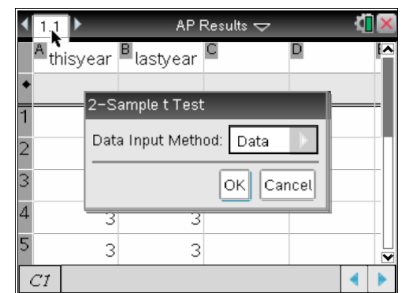 1.1 AP Results
A thisyear B lastyear C D
1
2-Sample t Test
2
Data Input Method: Data
3
OK Cancel
4 3 3
5 3 3
C1